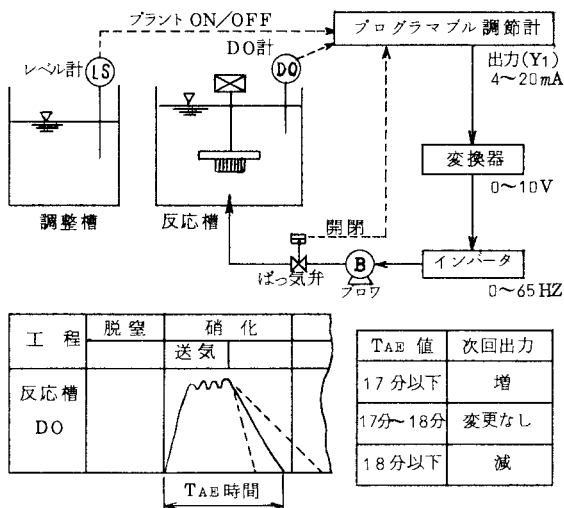 プラント ON/OFF
プログラマブル調節計
DO計
レベル計
LS
DO
出力(Y1)
4～20mA
変換器
0～10V
調整槽
反応槽
開閉
ばっ気弁
B
ブロワ
インバータ
0～65HZ
工程
脱窒
硝化
送気
反応槽
DO
TAE時間
TAE 値
次回出力
17分以下
増
17分～18分
変更なし
18分以下
減